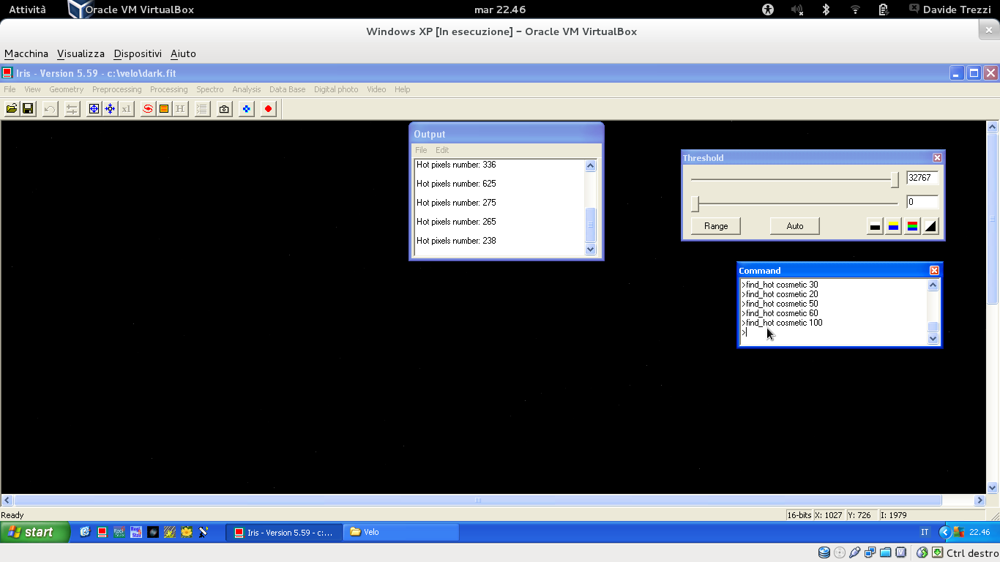 Attività
Oracle VM VirtualBox
mar 22.46
Davide Trezzi
Windows XP [In esecuzione] – Oracle VM VirtualBox
Macchina Visualizza Dispositivi Aiuto
Iris - Version 5.59 - c:\velo\dark.fit
File View Geometry Preprocessing Processing Spectro Analysis Data Base Digital photo Video Help
x1 H
Output
File Edit
Hot pixels number: 336
Hot pixels number: 625
Hot pixels number: 275
Hot pixels number: 265
Hot pixels number: 238
Threshold
32767
0
Range Auto
Command
>find_hot cosmetic 30
>find_hot cosmetic 20
>find_hot cosmetic 50
>find_hot cosmetic 60
>find_hot cosmetic 100
>
Ready
16-bits X: 1027 Y: 726 I: 1979
start
Iris - Version 5.59 - c:...
Velo
IT
22.46
Ctrl destro